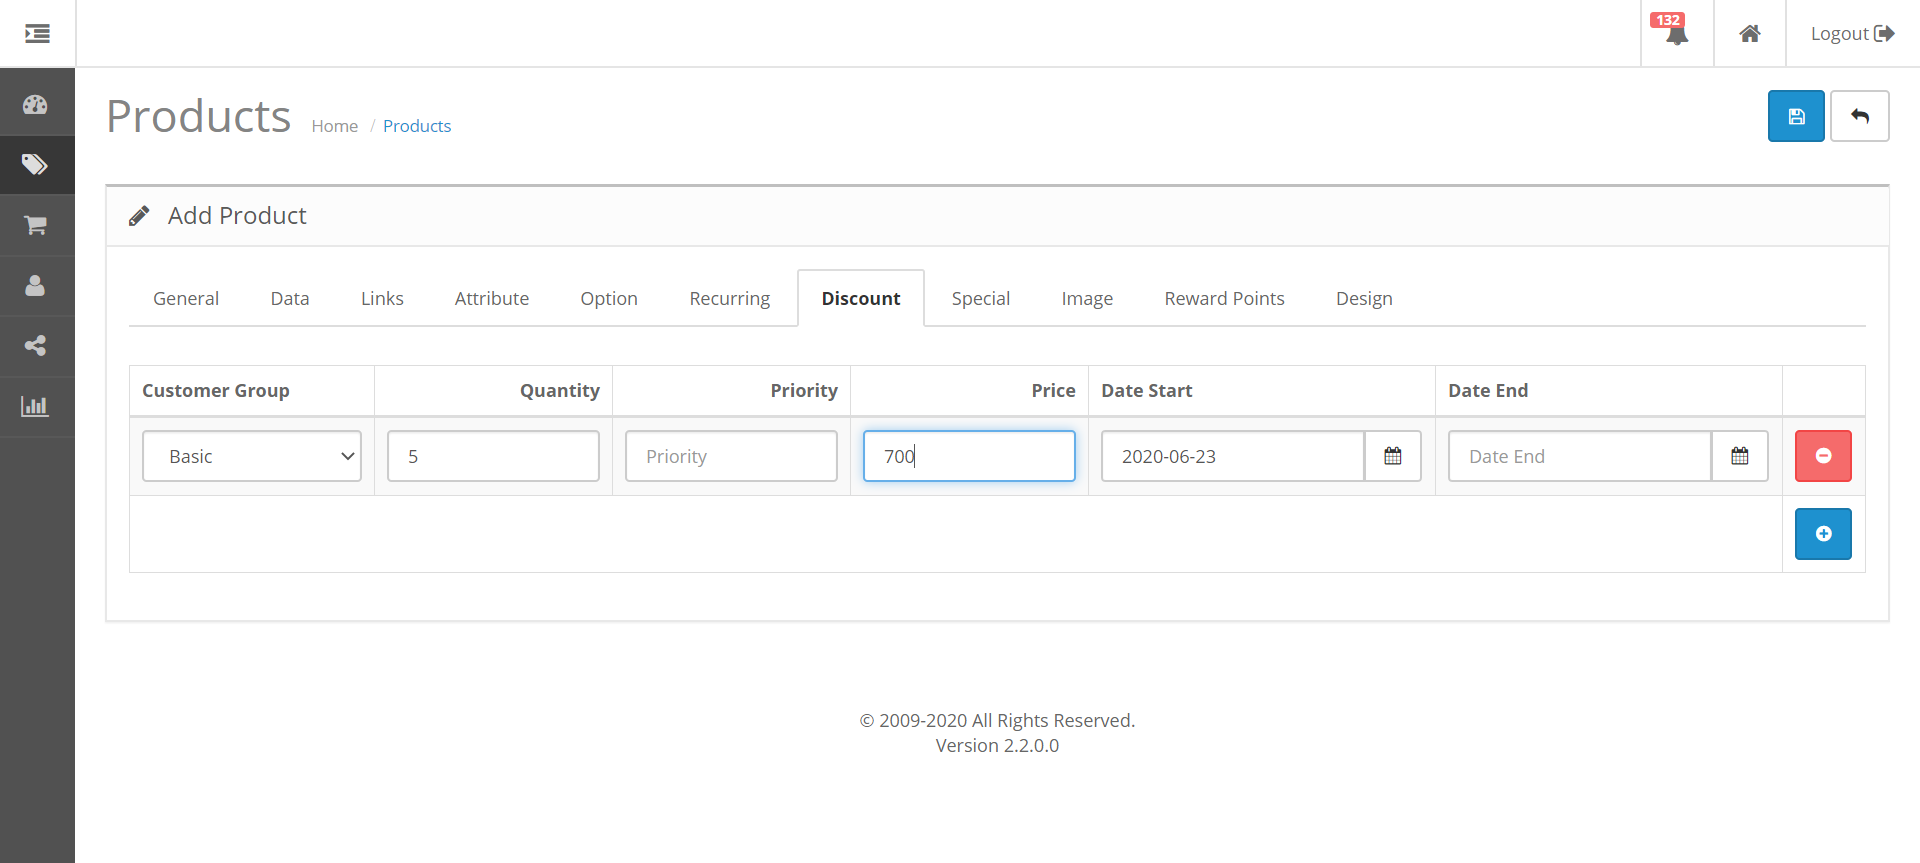 132
Logout
Products
Home / Products
Add Product
General Data Links Attribute Option Recurring Discount Special Image Reward Points Design
Customer Group Quantity Priority Price Date Start Date End
Basic 5 Priority 700 2020-06-23 Date End
© 2009-2020 All Rights Reserved.
Version 2.2.0.0